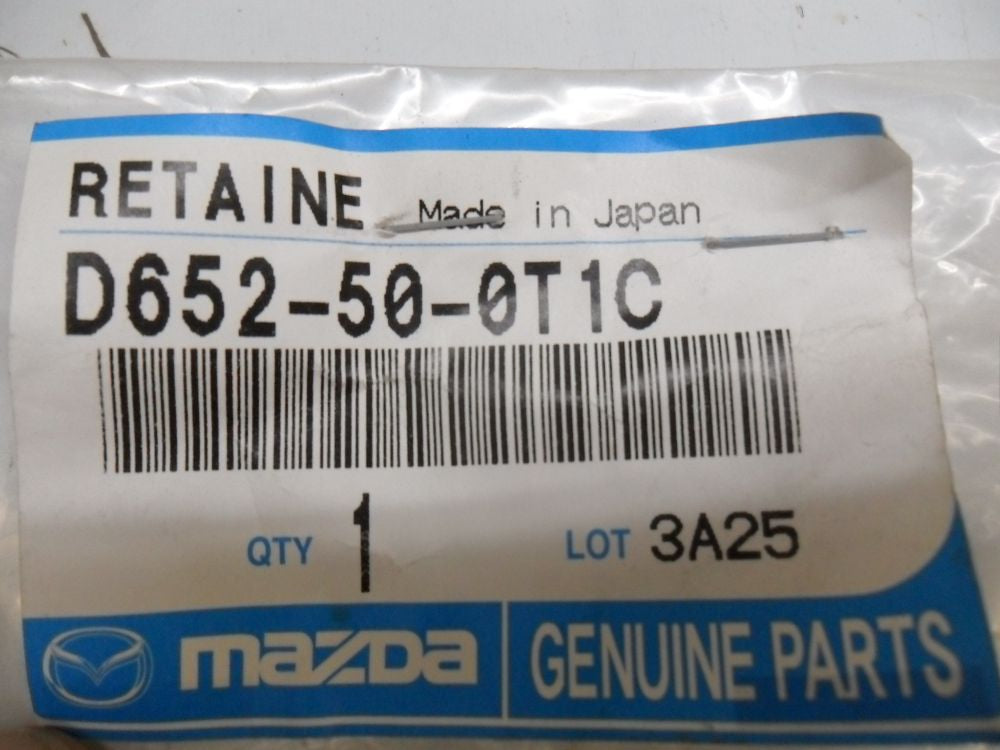 RETAINE Made in Japan
D652-50-0T1C
QTY 1 LOT 3A25
mazda GENUINE PARTS